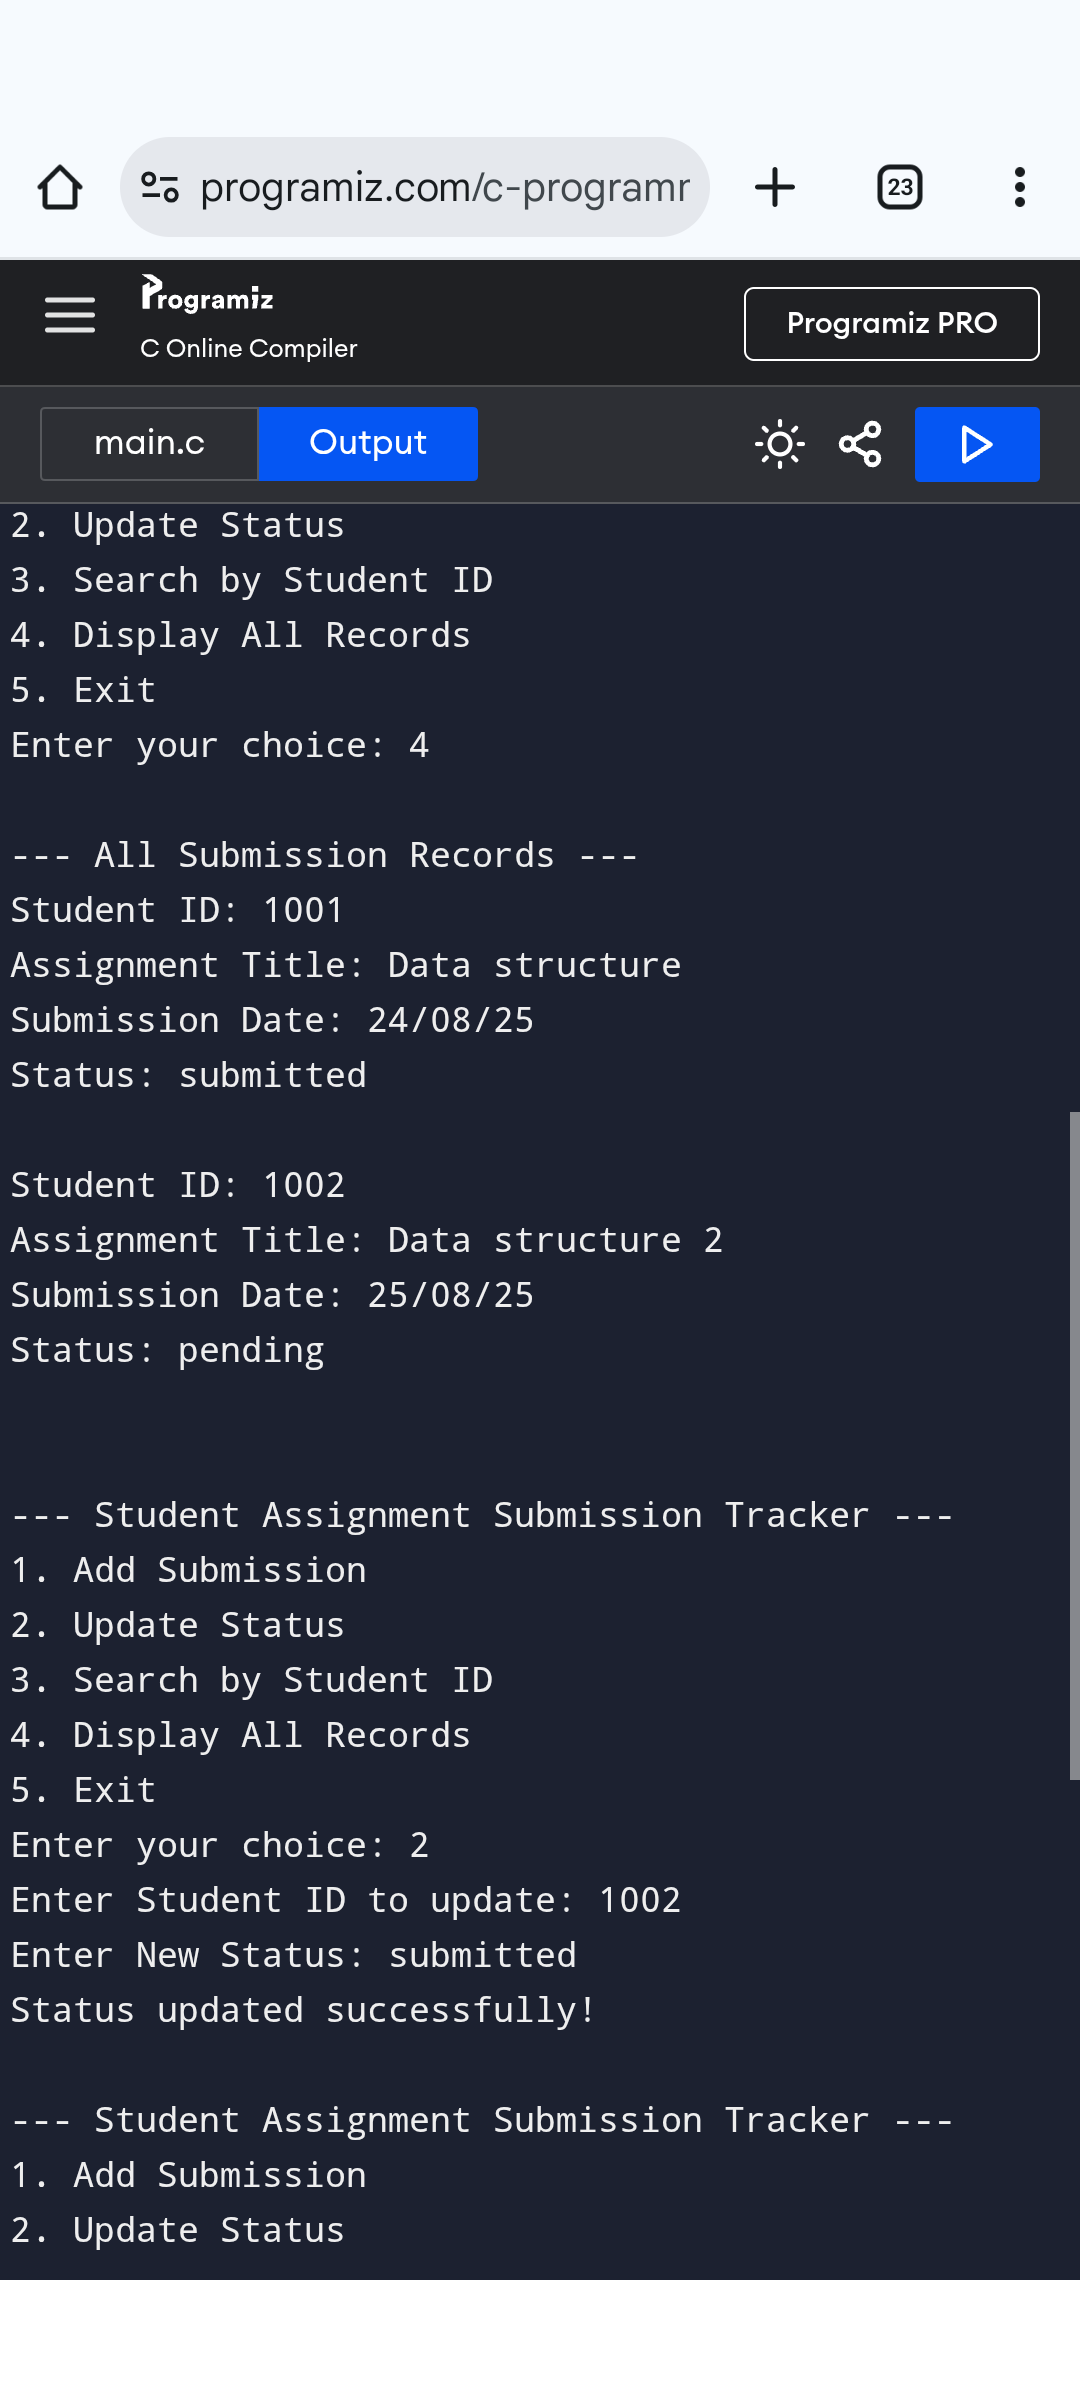 programiz.com/c-programr
23
Programiz
C Online Compiler
Programiz PRO
main.c
Output
2. Update Status
3. Search by Student ID
4. Display All Records
5. Exit
Enter your choice: 4
--- All Submission Records ---
Student ID: 1001
Assignment Title: Data structure
Submission Date: 24/08/25
Status: submitted
Student ID: 1002
Assignment Title: Data structure 2
Submission Date: 25/08/25
Status: pending
--- Student Assignment Submission Tracker ---
1. Add Submission
2. Update Status
3. Search by Student ID
4. Display All Records
5. Exit
Enter your choice: 2
Enter Student ID to update: 1002
Enter New Status: submitted
Status updated successfully!
--- Student Assignment Submission Tracker ---
1. Add Submission
2. Update Status